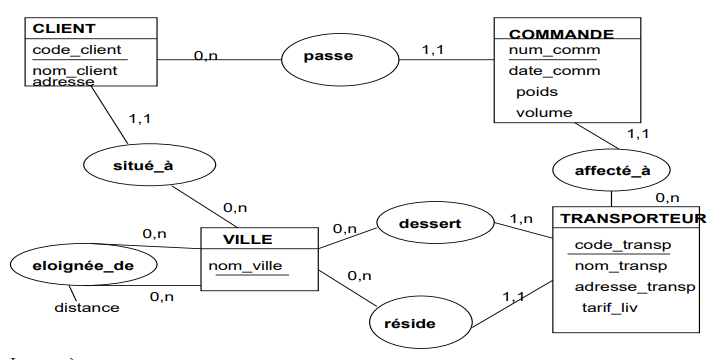 CLIENT
code_client
nom_client
adresse
0,n
passe
1,1
COMMANDE
num_comm
date_comm
poids
volume
1,1
situé_à
0,n
1,1
affecté_à
0,n
VILLE
nom_ville
0,n
eloignée_de
0,n
distance
0,n
dessert
1,n
0,n
réside
1,1
TRANSPORTEUR
code_transp
nom_transp
adresse_transp
tarif_liv